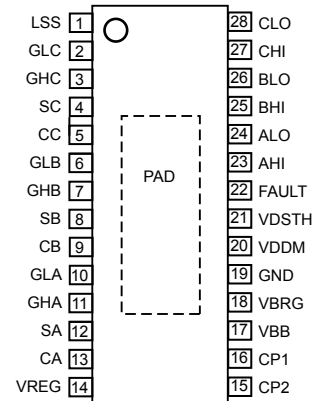 LSS 1 28 CLO
GLC 2 27 CHI
GHC 3 26 BLO
SC 4 25 BHI
CC 5 24 ALO
GLB 6 23 AHI
GHB 7 PAD 22 FAULT
SB 8 21 VDSTH
CB 9 20 VDDM
GLA 10 19 GND
GHA 11 18 VBRG
SA 12 17 VBB
CA 13 16 CP1
VREG 14 15 CP2